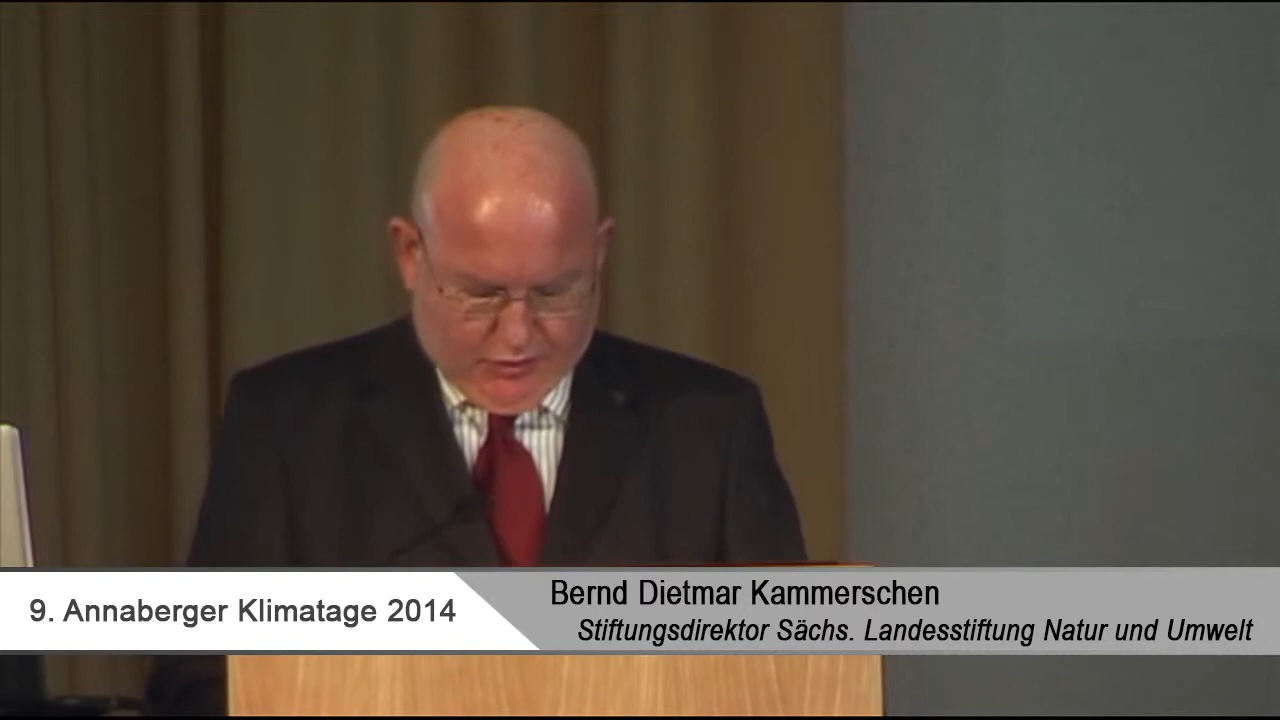 9. Annaberger Klimatage 2014
Bernd Dietmar Kammerschen
Stiftungsdirektor Sächs. Landesstiftung Natur und Umwelt